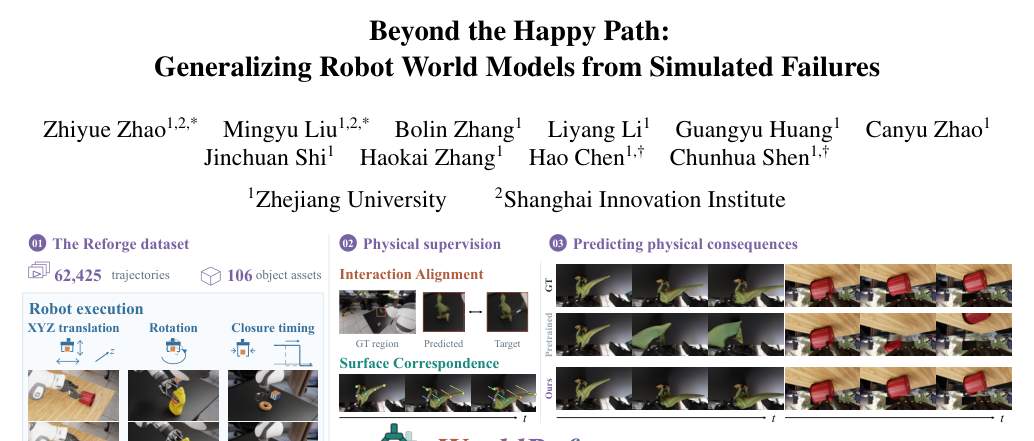 Beyond the Happy Path:
Generalizing Robot World Models from Simulated Failures
Zhiyue Zhao1,2,* Mingyu Liu1,2,* Bolin Zhang1 Liyang Li1 Guangyu Huang1 Canyu Zhao1
Jinchuan Shi1 Haokai Zhang1 Hao Chen1,† Chunhua Shen1,†
1Zhejiang University 2Shanghai Innovation Institute
01 The Reforge dataset
62,425 trajectories 106 object assets
Robot execution
XYZ translation Rotation Closure timing
z
02 Physical supervision
Interaction Alignment
GT region Predicted Target
Surface Correspondence
t
03 Predicting physical consequences
GT
Pretrained
Ours
t t